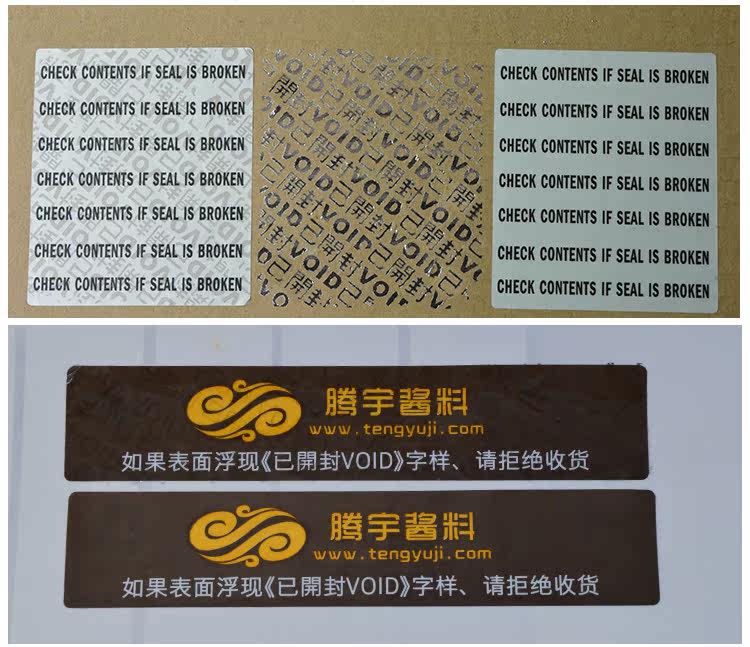 CHECK CONTENTS IF SEAL IS BROKEN
CHECK CONTENTS IF SEAL IS BROKEN
CHECK CONTENTS IF SEAL IS BROKEN
CHECK CONTENTS IF SEAL IS BROKEN
CHECK CONTENTS IF SEAL IS BROKEN
CHECK CONTENTS IF SEAL IS BROKEN
CHECK CONTENTS IF SEAL IS BROKEN
已開封VOID已開封VOID
CHECK CONTENTS IF SEAL IS BROKEN
CHECK CONTENTS IF SEAL IS BROKEN
CHECK CONTENTS IF SEAL IS BROKEN
CHECK CONTENTS IF SEAL IS BROKEN
CHECK CONTENTS IF SEAL IS BROKEN
CHECK CONTENTS IF SEAL IS BROKEN
CHECK CONTENTS IF SEAL IS BROKEN
腾宇酱料
www.tengyuji.com
如果表面浮现《已開封VOID》字样、请拒绝收货
腾宇酱料
www.tengyuji.com
如果表面浮现《已開封VOID》字样、请拒绝收货